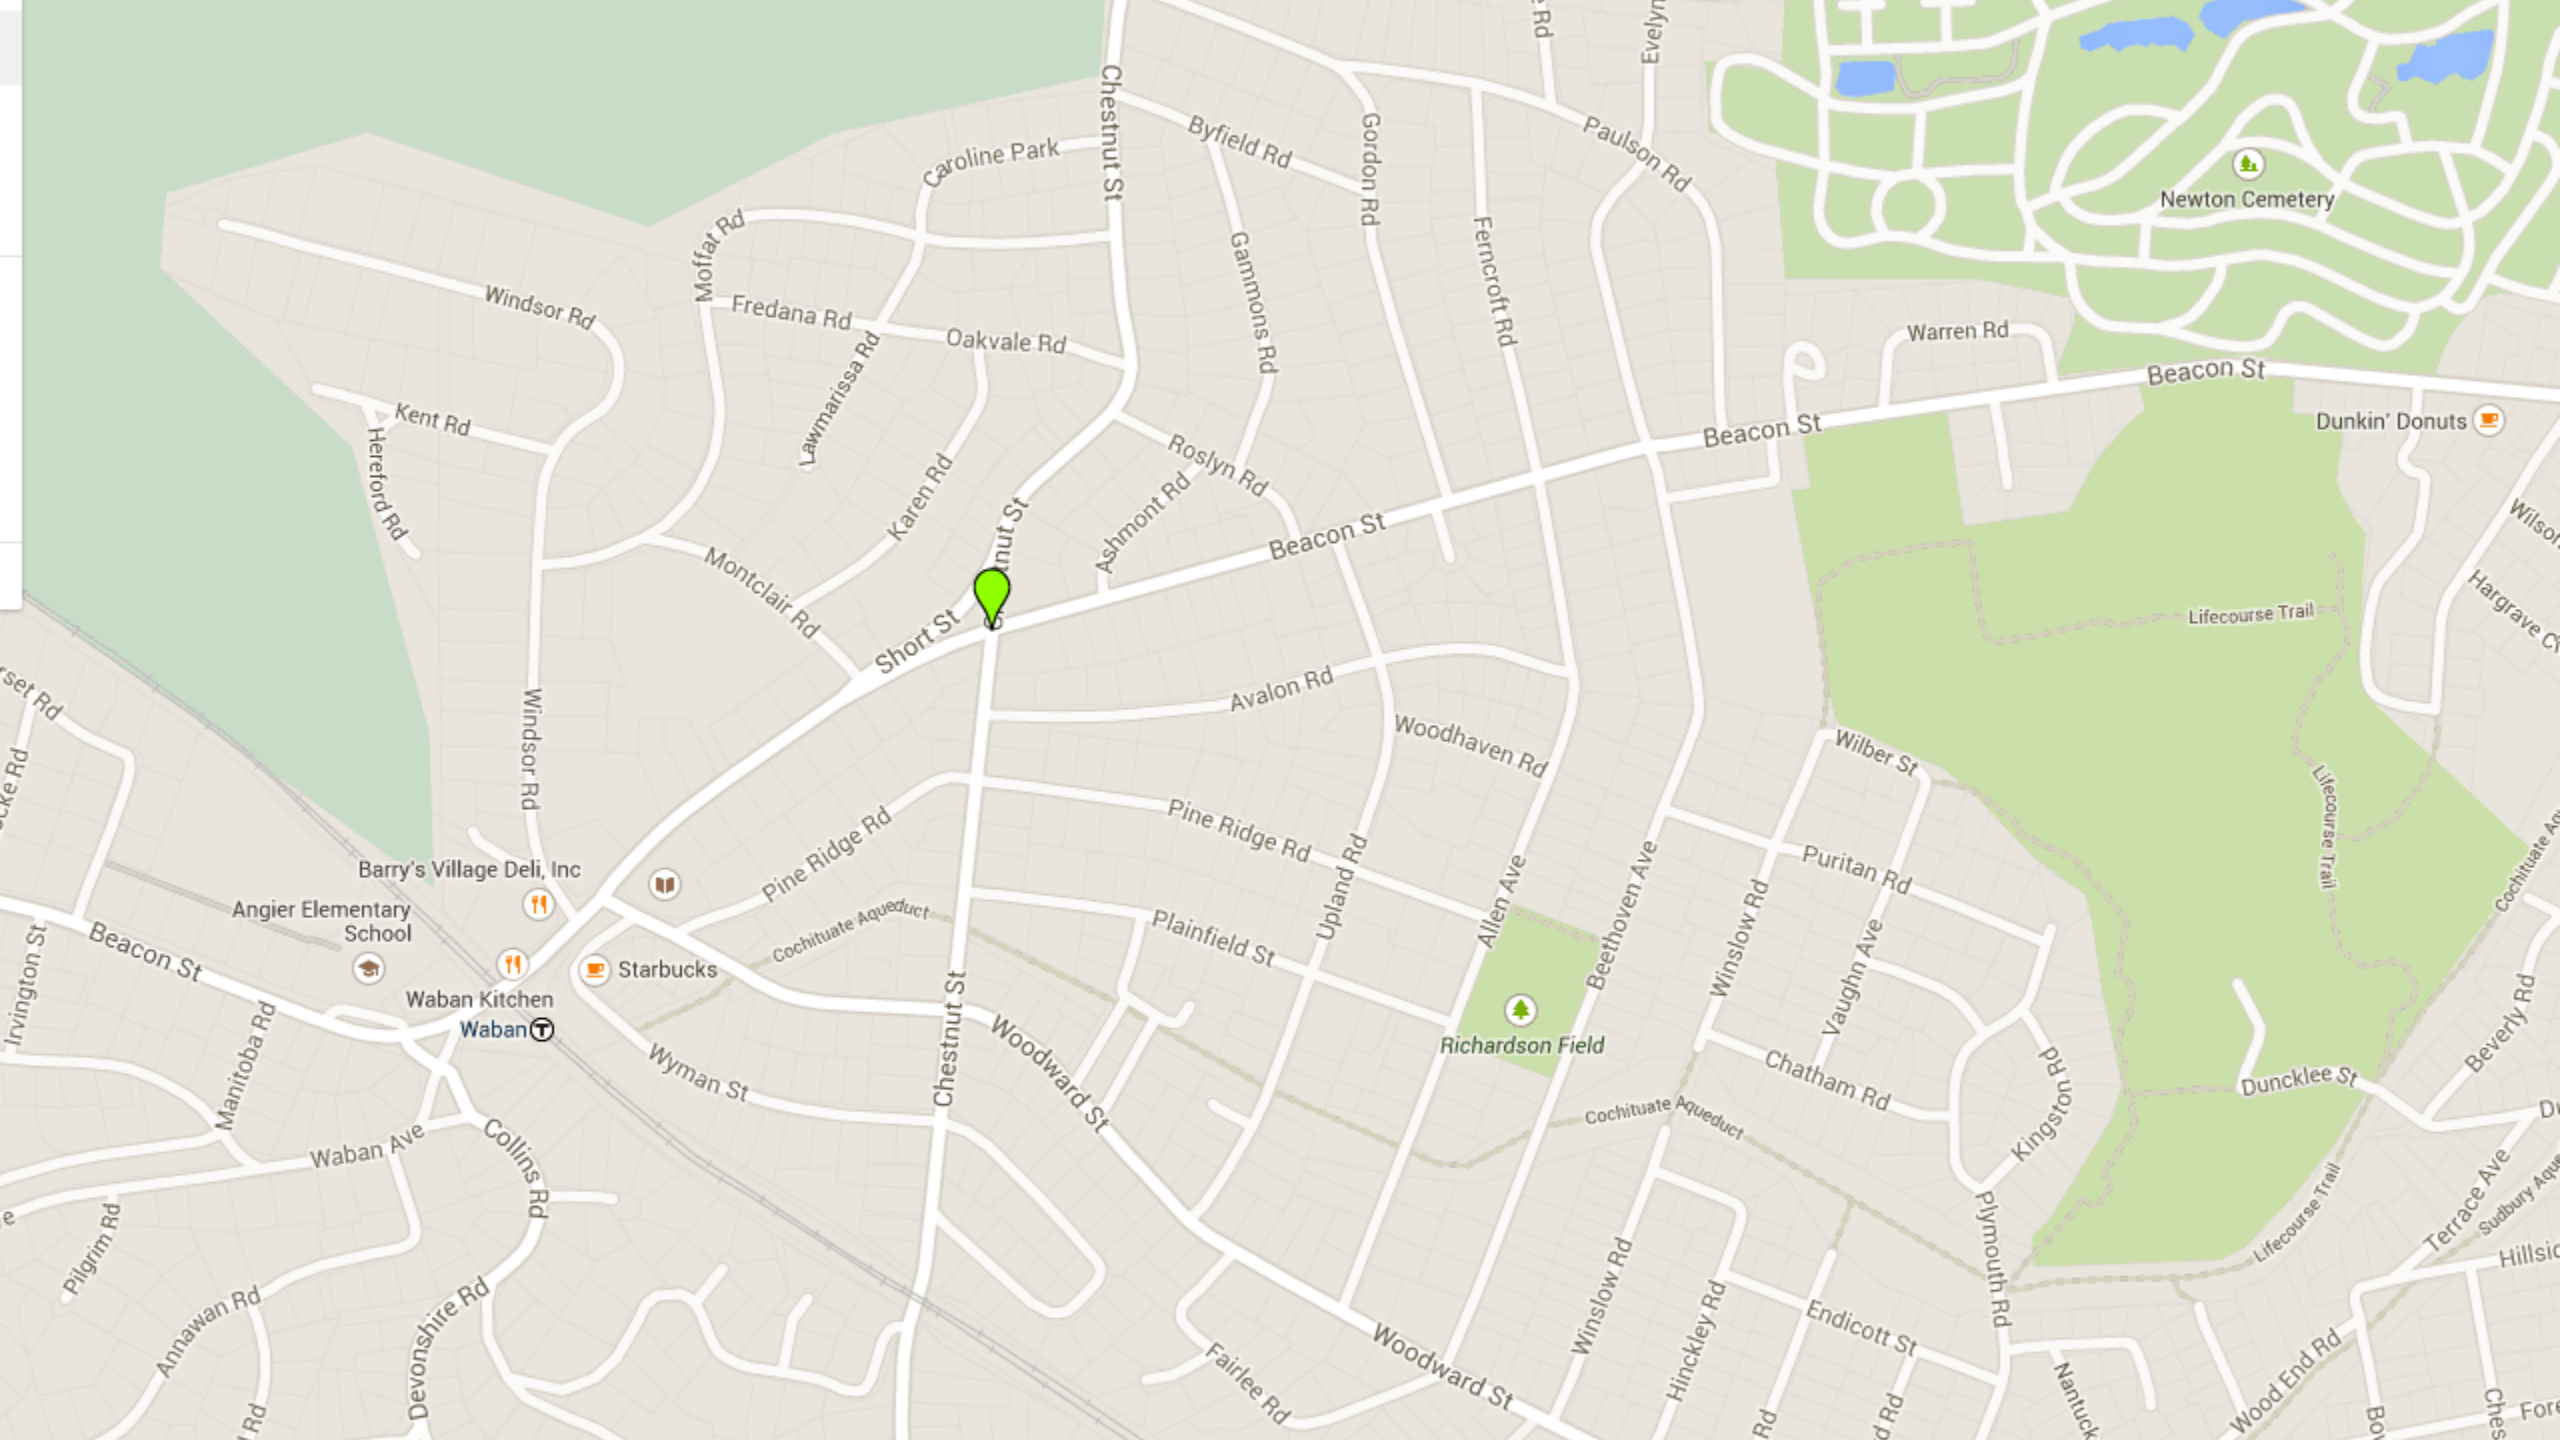 Chestnut St
Byfield Rd
Caroline Park
Gordon Rd
Paulson Rd
Newton Cemetery
Moffat Rd
Gammons Rd
Ferncroft Rd
Windsor Rd
Fredana Rd
Oakvale Rd
Warren Rd
Beacon St
Lawmarissa Rd
Kent Rd
Hereford Rd
Roslyn Rd
Beacon St
Dunkin' Donuts
Karen Rd
Ashmont Rd
Beacon St
Montclair Rd
Short St
Lifecourse Trail
Avalon Rd
Woodhaven Rd
Windsor Rd
Wilber St
Lifecourse Trail
Pine Ridge Rd
Pine Ridge Rd
Upland Rd
Allen Ave
Beethoven Ave
Puritan Rd
Winslow Rd
Vaughn Ave
Barry's Village Deli, Inc
Angier Elementary
School
Cochituate Aqueduct
Plainfield St
Beacon St
Irvington St
Starbucks
Waban Kitchen
Waban
T
Manitoba Rd
Chestnut St
Richardson Field
Woodward St
Wyman St
Chatham Rd
Kingston Rd
Beverly Rd
Duncklee St
Cochituate Aqueduct
Waban Ave
Collins Rd
Pilgrim Rd
Annawan Rd
Devonshire Rd
Plymouth Rd
Lifecourse Trail
Terrace Ave
Winslow Rd
Hinckley Rd
Endicott St
Woodward St
Fairlee Rd
Wood End Rd
Rd
Rd